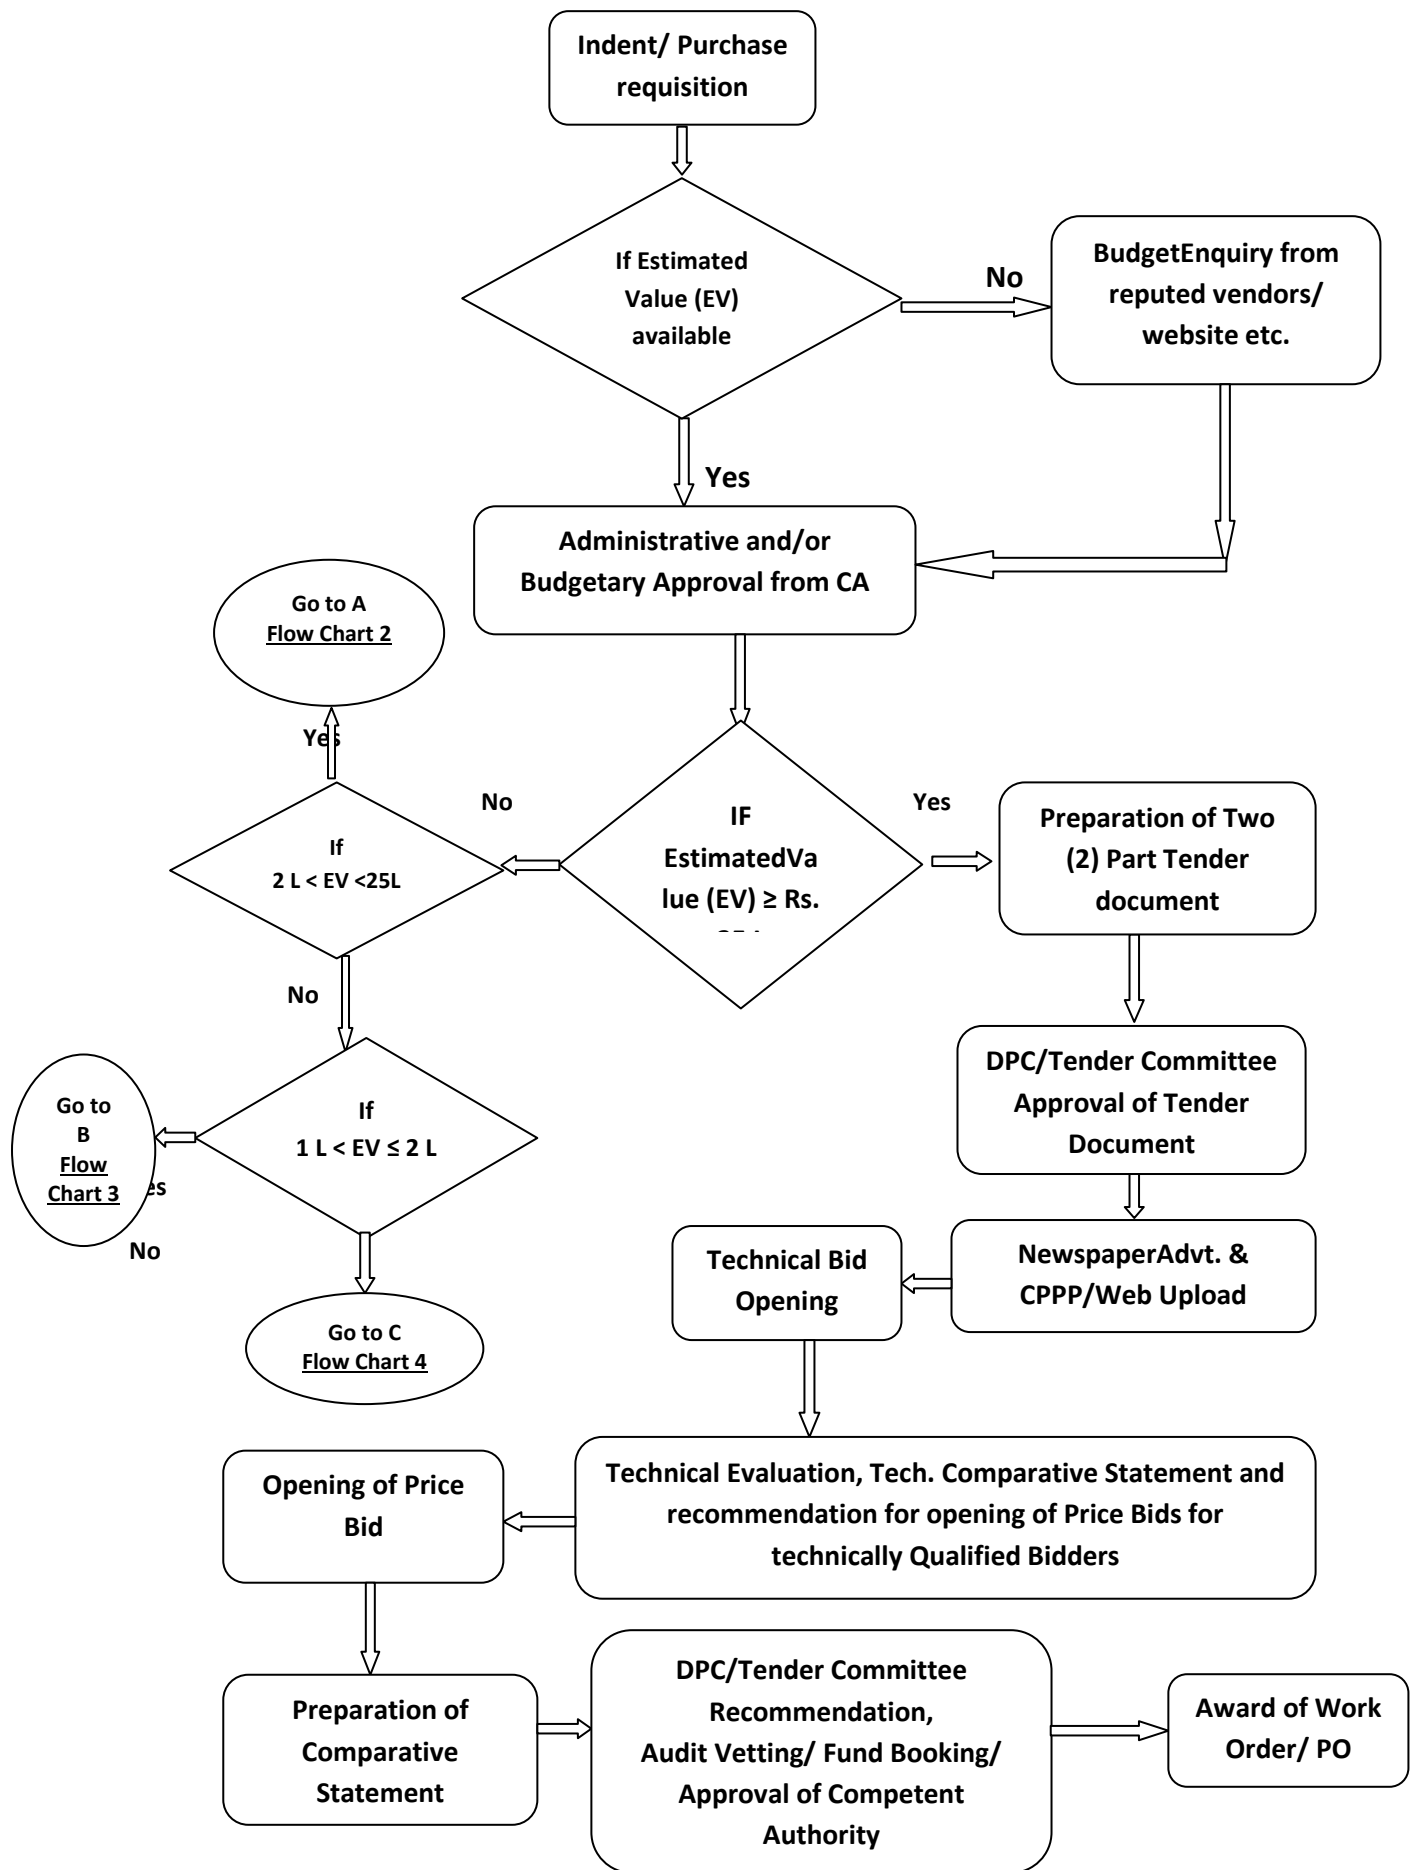 Indent/ Purchase
requisition
If Estimated
Value (EV)
available
No
BudgetEnquiry from
reputed vendors/
website etc.
Yes
Administrative and/or
Budgetary Approval from CA
Go to A
Flow Chart 2
Yes
If
2 L < EV <25L
No
IF
EstimatedVa
lue (EV) ≥ Rs.
Yes
Preparation of Two
(2) Part Tender
document
No
DPC/Tender Committee
Approval of Tender
Document
Go to
B
Flow
Chart 3
es
If
1 L < EV ≤ 2 L
No
Go to C
Flow Chart 4
NewspaperAdvt. &
CPPP/Web Upload
Technical Bid
Opening
Technical Evaluation, Tech. Comparative Statement and
recommendation for opening of Price Bids for
technically Qualified Bidders
Opening of Price
Bid
Preparation of
Comparative
Statement
DPC/Tender Committee
Recommendation,
Audit Vetting/ Fund Booking/
Approval of Competent
Authority
Award of Work
Order/ PO